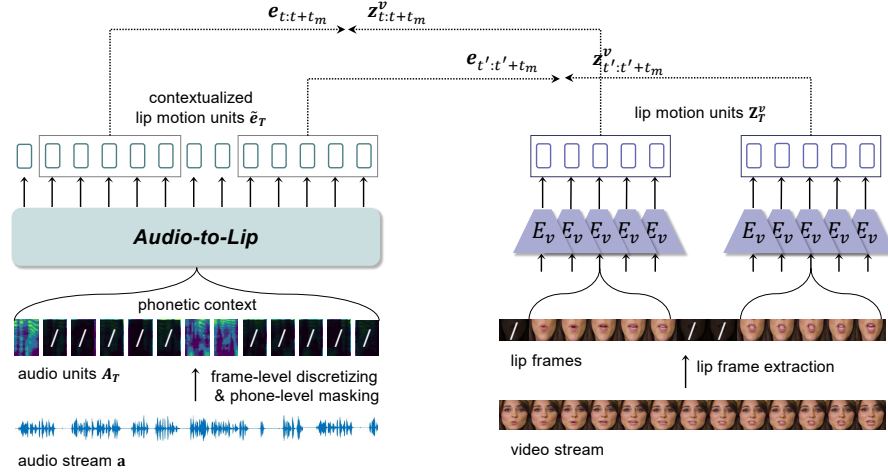 e_{t:t+t_m}
z^v_{t:t+t_m}
e_{t′:t′+t_m}
z^v_{t′:t′+t_m}
contextualized
lip motion units ẽ_T
lip motion units Z^v_T
Audio-to-Lip
E_v E_v E_v E_v E_v
E_v E_v E_v E_v E_v
phonetic context
/ / / / / / / / /
/ / /
audio units A_T
frame-level discretizing
& phone-level masking
lip frames
lip frame extraction
audio stream a
video stream